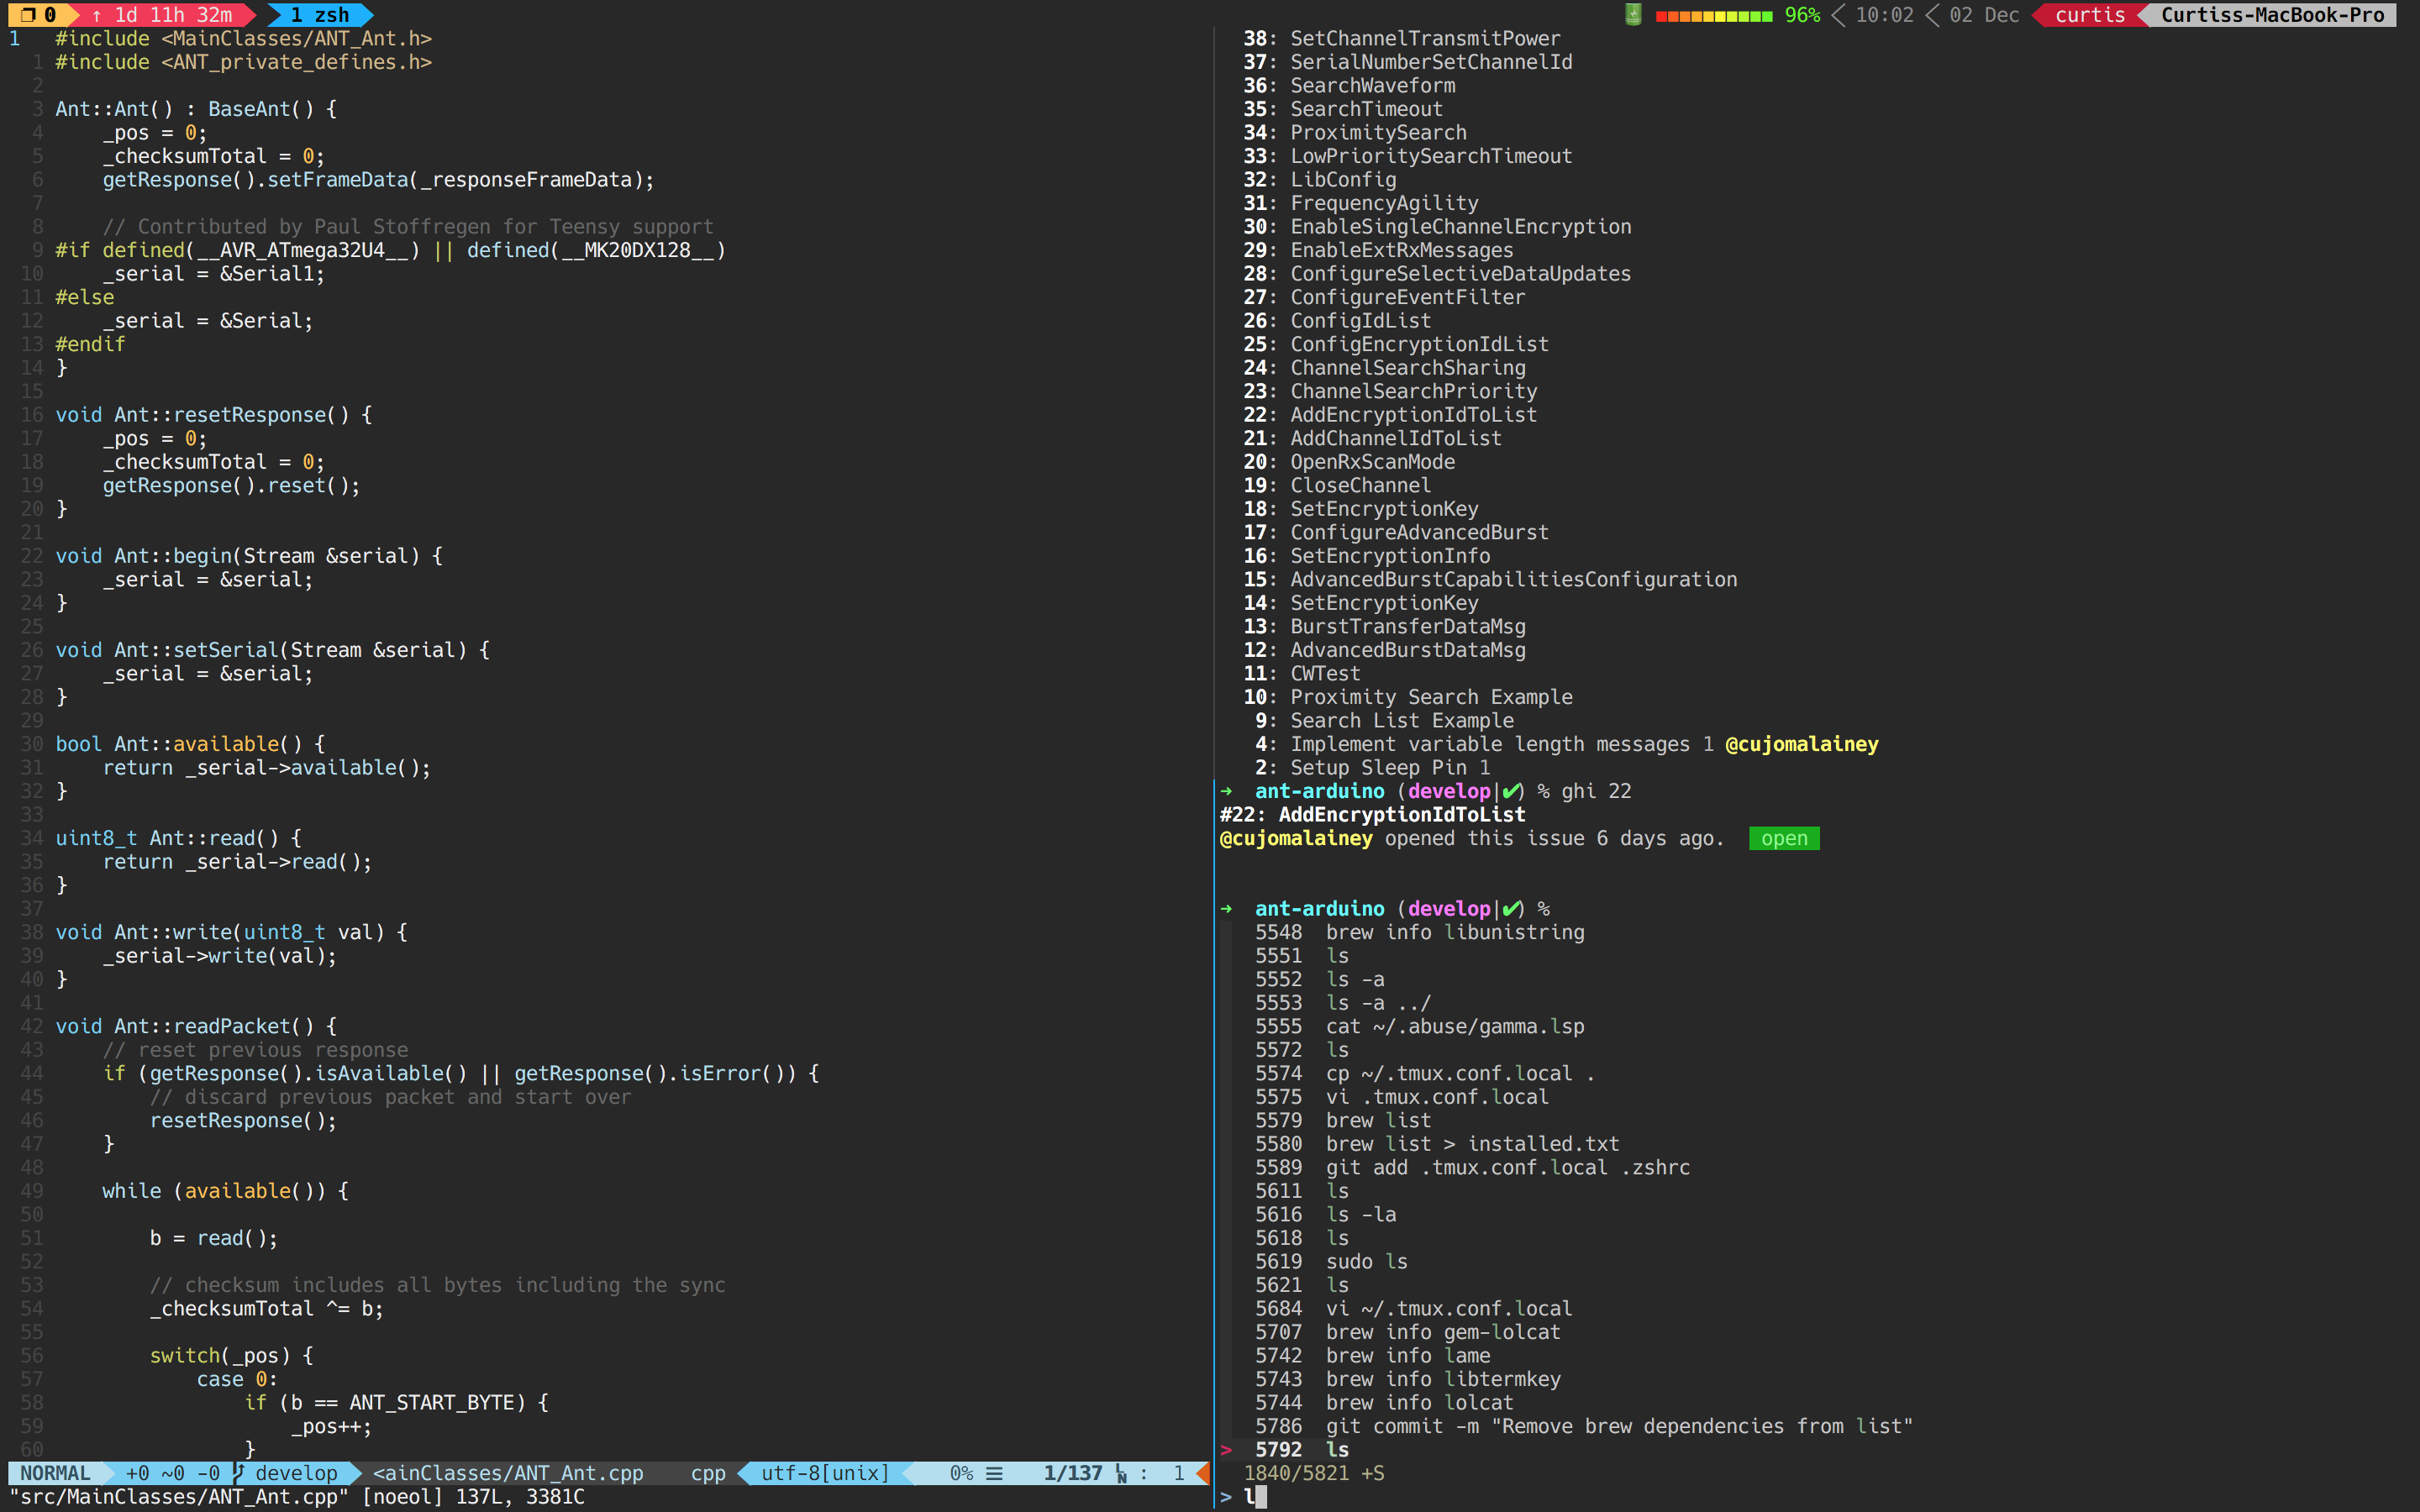 0 ↑ 1d 11h 32m 1 zsh 96% 10:02 02 Dec curtis Curtiss-MacBook-Pro
1 #include <MainClasses/ANT_Ant.h>
1 #include <ANT_private_defines.h>
2
3 Ant::Ant() : BaseAnt() {
4 _pos = 0;
5 _checksumTotal = 0;
6 getResponse().setFrameData(_responseFrameData);
7
8 // Contributed by Paul Stoffregen for Teensy support
9 #if defined(__AVR_ATmega32U4__) || defined(__MK20DX128__)
10 _serial = &Serial1;
11 #else
12 _serial = &Serial;
13 #endif
14 }
15
16 void Ant::resetResponse() {
17 _pos = 0;
18 _checksumTotal = 0;
19 getResponse().reset();
20 }
21
22 void Ant::begin(Stream &serial) {
23 _serial = &serial;
24 }
25
26 void Ant::setSerial(Stream &serial) {
27 _serial = &serial;
28 }
29
30 bool Ant::available() {
31 return _serial->available();
32 }
33
34 uint8_t Ant::read() {
35 return _serial->read();
36 }
37
38 void Ant::write(uint8_t val) {
39 _serial->write(val);
40 }
41
42 void Ant::readPacket() {
43 // reset previous response
44 if (getResponse().isAvailable() || getResponse().isError()) {
45 // discard previous packet and start over
46 resetResponse();
47 }
48
49 while (available()) {
50
51 b = read();
52
53 // checksum includes all bytes including the sync
54 _checksumTotal ^= b;
55
56 switch(_pos) {
57 case 0:
58 if (b == ANT_START_BYTE) {
59 _pos++;
60 }
NORMAL +0 ~0 -0 develop <ainClasses/ANT_Ant.cpp cpp utf-8[unix] 0% ☰ 1/137 LN : 1
"src/MainClasses/ANT_Ant.cpp" [noeol] 137L, 3381C
38: SetChannelTransmitPower
37: SerialNumberSetChannelId
36: SearchWaveform
35: SearchTimeout
34: ProximitySearch
33: LowPrioritySearchTimeout
32: LibConfig
31: FrequencyAgility
30: EnableSingleChannelEncryption
29: EnableExtRxMessages
28: ConfigureSelectiveDataUpdates
27: ConfigureEventFilter
26: ConfigIdList
25: ConfigEncryptionIdList
24: ChannelSearchSharing
23: ChannelSearchPriority
22: AddEncryptionIdToList
21: AddChannelIdToList
20: OpenRxScanMode
19: CloseChannel
18: SetEncryptionKey
17: ConfigureAdvancedBurst
16: SetEncryptionInfo
15: AdvancedBurstCapabilitiesConfiguration
14: SetEncryptionKey
13: BurstTransferDataMsg
12: AdvancedBurstDataMsg
11: CWTest
10: Proximity Search Example
9: Search List Example
4: Implement variable length messages 1 @cujomalainey
2: Setup Sleep Pin 1
→ ant-arduino (develop|✔) % ghi 22
#22: AddEncryptionIdToList
@cujomalainey opened this issue 6 days ago. open
→ ant-arduino (develop|✔) %
5548 brew info libunistring
5551 ls
5552 ls -a
5553 ls -a ../
5555 cat ~/.abuse/gamma.lsp
5572 ls
5574 cp ~/.tmux.conf.local .
5575 vi .tmux.conf.local
5579 brew list
5580 brew list > installed.txt
5589 git add .tmux.conf.local .zshrc
5611 ls
5616 ls -la
5618 ls
5619 sudo ls
5621 ls
5684 vi ~/.tmux.conf.local
5707 brew info gem-lolcat
5742 brew info lame
5743 brew info libtermkey
5744 brew info lolcat
5786 git commit -m "Remove brew dependencies from list"
> 5792 ls
1840/5821 +S
> l